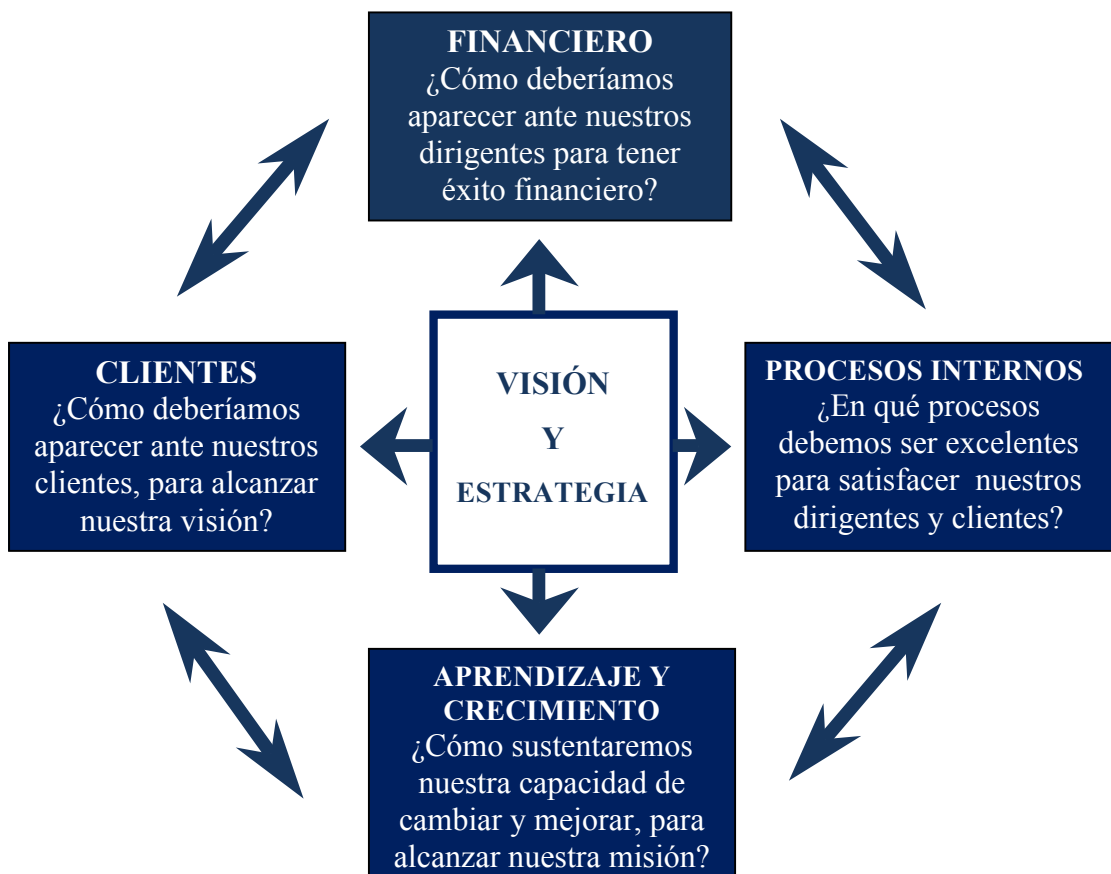 FINANCIERO
¿Cómo deberíamos
aparecer ante nuestros
dirigentes para tener
éxito financiero?
CLIENTES
¿Cómo deberíamos
aparecer ante nuestros
clientes, para alcanzar
nuestra visión?
VISIÓN
Y
ESTRATEGIA
PROCESOS INTERNOS
¿En qué procesos
debemos ser excelentes
para satisfacer nuestros
dirigentes y clientes?
APRENDIZAJE Y
CRECIMIENTO
¿Cómo sustentaremos
nuestra capacidad de
cambiar y mejorar, para
alcanzar nuestra misión?